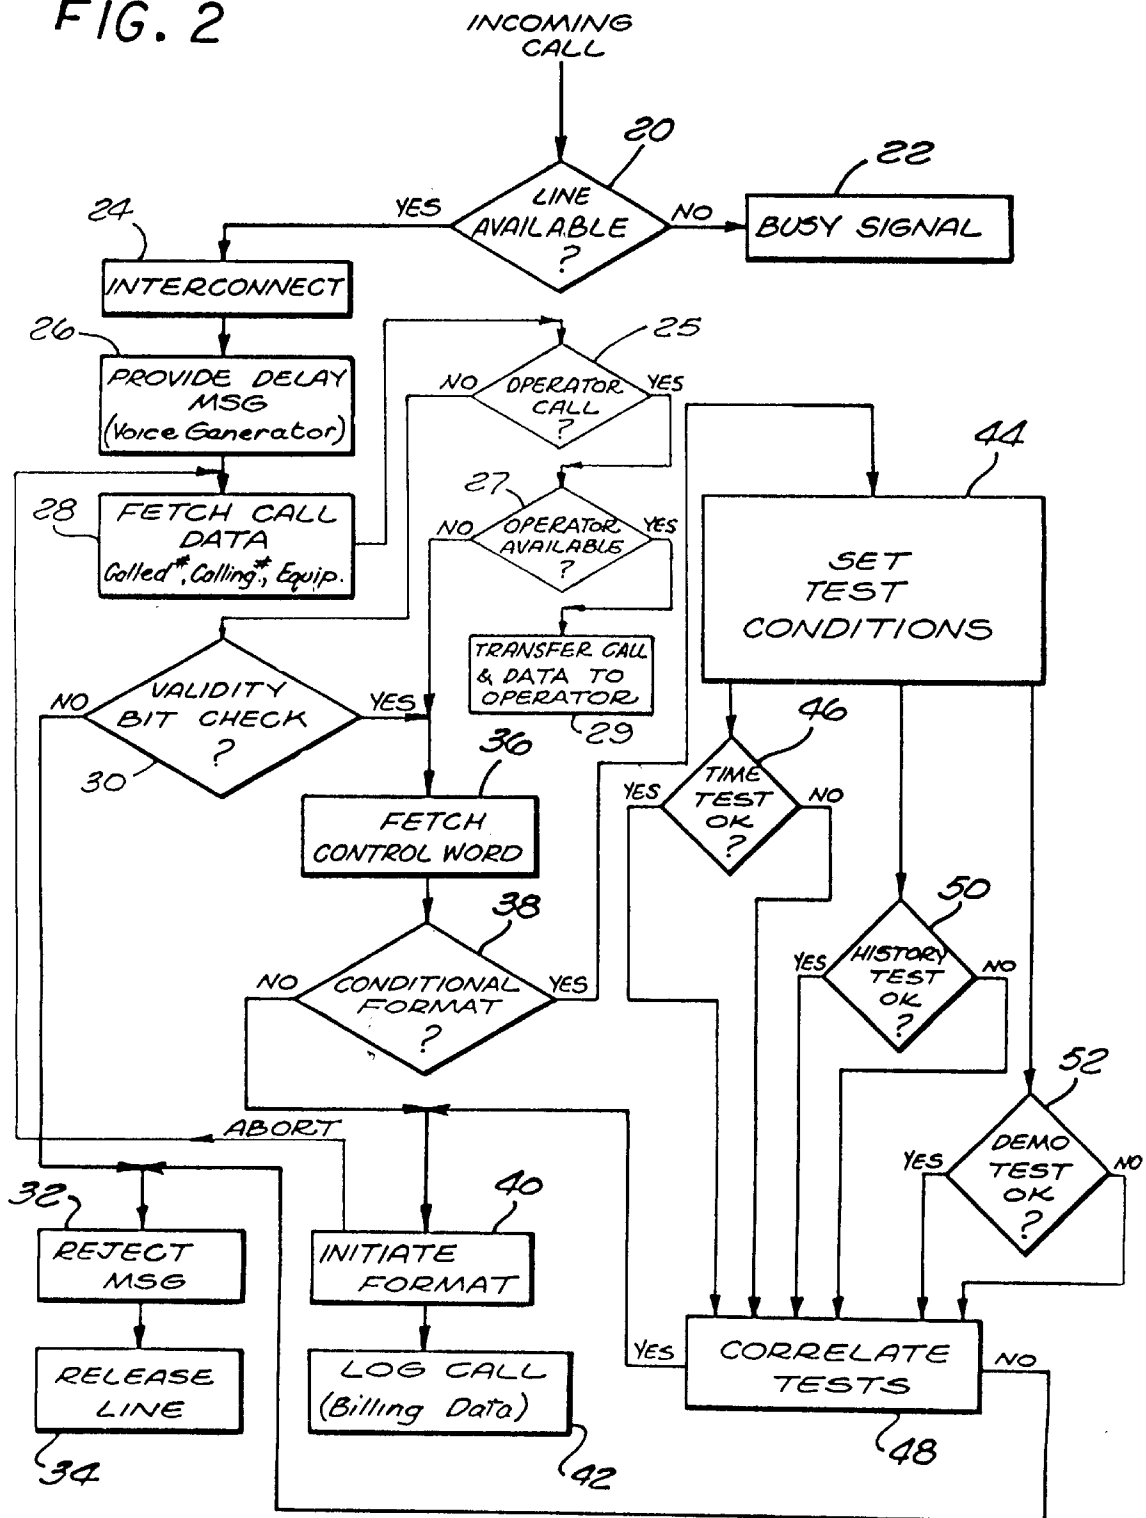 FIG. 2
INCOMING
CALL
20
LINE
AVAILABLE
?
YES
NO
22
BUSY SIGNAL
24
INTERCONNECT
26
PROVIDE DELAY
MSG
(Voice Generator)
25
OPERATOR
CALL
?
NO
YES
28
FETCH CALL
DATA
Called#, Calling#, Equip.
27
OPERATOR
AVAILABLE
?
NO
YES
TRANSFER CALL
& DATA TO
OPERATOR
29
44
SET
TEST
CONDITIONS
VALIDITY
BIT CHECK
?
NO
YES
30
36
FETCH
CONTROL WORD
46
TIME
TEST
OK
?
YES
NO
38
CONDITIONAL
FORMAT
?
NO
YES
50
HISTORY
TEST
OK
?
YES
NO
52
DEMO
TEST
OK
?
YES
NO
ABORT
32
REJECT
MSG
40
INITIATE
FORMAT
RELEASE
LINE
34
LOG CALL
(Billing Data)
42
YES
CORRELATE
TESTS
NO
48